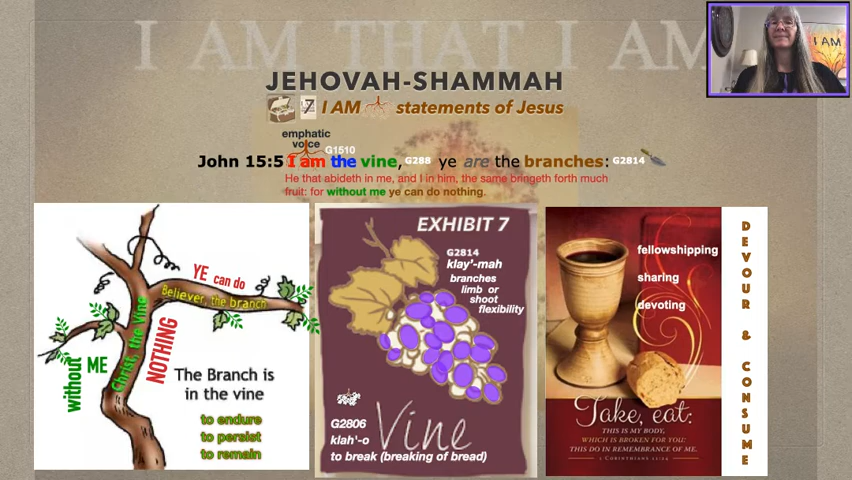 I AM THAT I AM
I AM
JEHOVAH-SHAMMAH
7 I AM statements of Jesus
emphatic
voice
G1510
John 15:5 I am the vine, G288 ye are the branches: G2814
He that abideth in me, and I in him, the same bringeth forth much
fruit: for without me ye can do nothing.
YE can do
Believer, the branch
Christ, the Vine
NOTHING
without ME
The Branch is
in the vine
to endure
to persist
to remain
EXHIBIT 7
G2814
klay'-mah
branches
limb or
shoot
flexibility
G2806
klah'-o
to break (breaking of bread)
Vine
fellowshipping
sharing
devoting
Take, eat:
THIS IS MY BODY,
WHICH IS BROKEN FOR YOU:
THIS DO IN REMEMBRANCE OF ME.
1 CORINTHIANS 11:24
DEVOUR & CONSUME